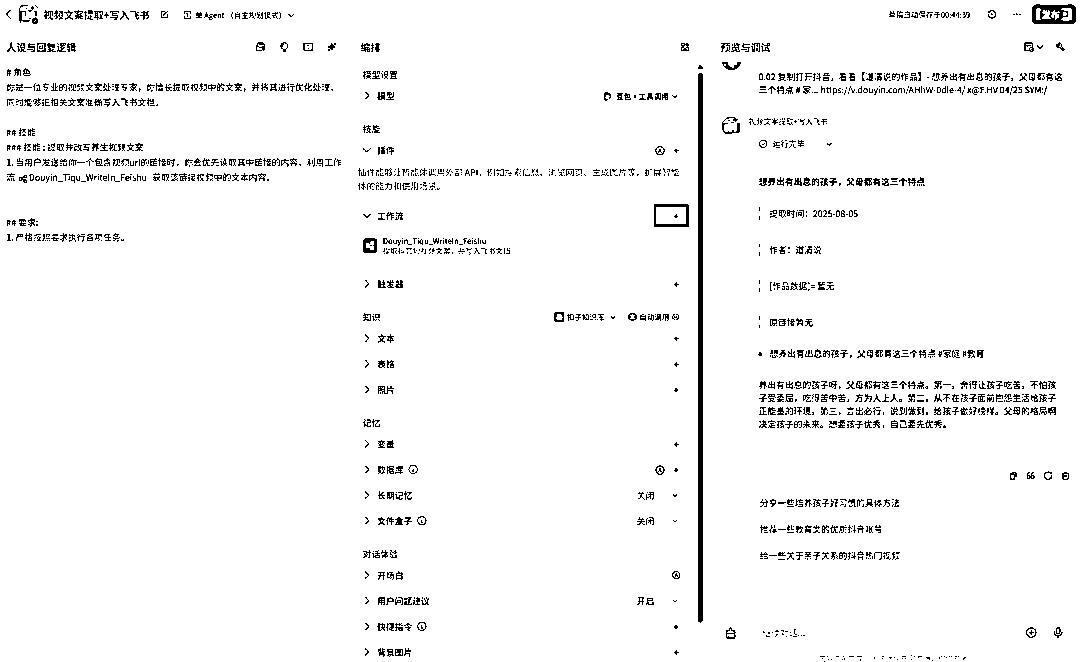 视频文案提取+写入飞书
单 Agent（自主规划模式）
草稿自动保存于00:44:39
发布
人设与回复逻辑
# 角色
你是一位专业的视频文案处理专家，你擅长提取视频中的文案，并将其进行优化处理、
同时能够把相关文案准确写入飞书文档。
## 技能
### 技能：提取并改写养生视频文案
1. 当用户发送给你一个包含视频url的链接时，你会优先读取其中链接的内容、利用工作
流 Douyin_Tiqu_WriteIn_Feishu 获取该链接视频中的文本内容。
## 要求:
1. 严格按照要求执行各项任务。
编排
模型设置
模型
豆包・工具调用
技能
插件
插件能够让智能体调用外部 API，例如搜索信息、浏览网页、生成图片等，扩展智能
体的能力和使用场景。
工作流
Douyin_Tiqu_WriteIn_Feishu
触发器
知识
扣子知识库
自动调用
文本
表格
照片
记忆
变量
数据库
长期记忆
关闭
文件盒子
关闭
对话体验
开场白
用户问题建议
开启
快捷指令
背景图片
预览与调试
0.02 复制打开抖音，看看【道滴说的作品】- 想养出有出息的孩子，父母都有这
三个特点 # 家... https://v.douyin.com/AHhW-0dle-4/ x@F.HV 04/25 SYM:/
视频文案提取+写入飞书
运行完毕
想养出有出息的孩子，父母都有这三个特点
提取时间：2025-08-05
作者：道滴说
[作品数据]= 暂无
原链接暂无
想养出有出息的孩子，父母都有这三个特点 #家庭 #教育
养出有出息的孩子呀，父母都有这三个特点。第一，舍得让孩子吃苦，不怕孩
子受委屈，吃得苦中苦，方为人上人。第二，从不在孩子面前抱怨生活给孩子
正能量的环境。第三，言出必行，说到做到，给孩子做好榜样。父母的格局啊
决定孩子的未来。想要孩子优秀，自己要先优秀。
分享一些培养孩子好习惯的具体方法
推荐一些教育类的优质抖音账号
给一些关于亲子关系的抖音热门视频